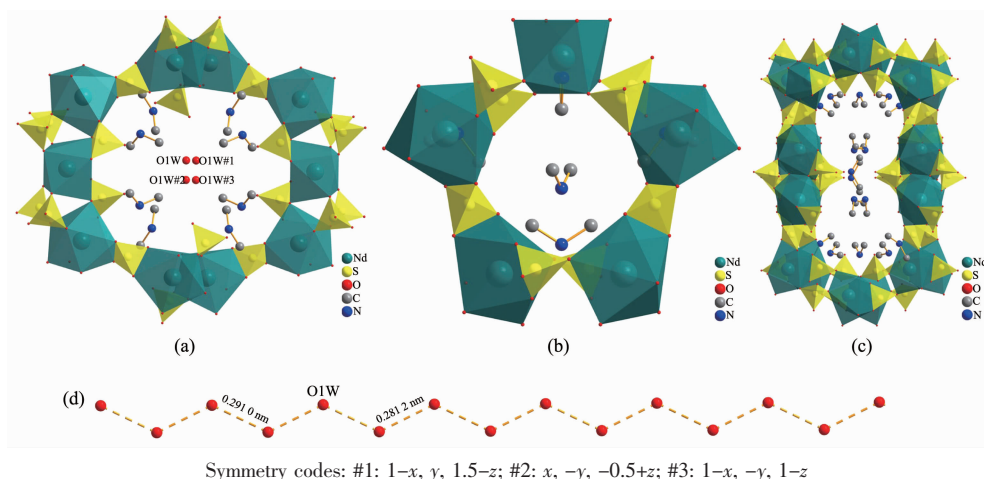 O1W O1W#1
O1W#2 O1W#3
Nd
S
O
C
N
(a)
Nd
S
O
C
N
(b)
Nd
S
O
C
N
(c)
(d)
0.291 0 nm
O1W
0.281 2 nm
Symmetry codes: #1: 1−x, y, 1.5−z; #2: x, −y, −0.5+z; #3: 1−x, −y, 1−z